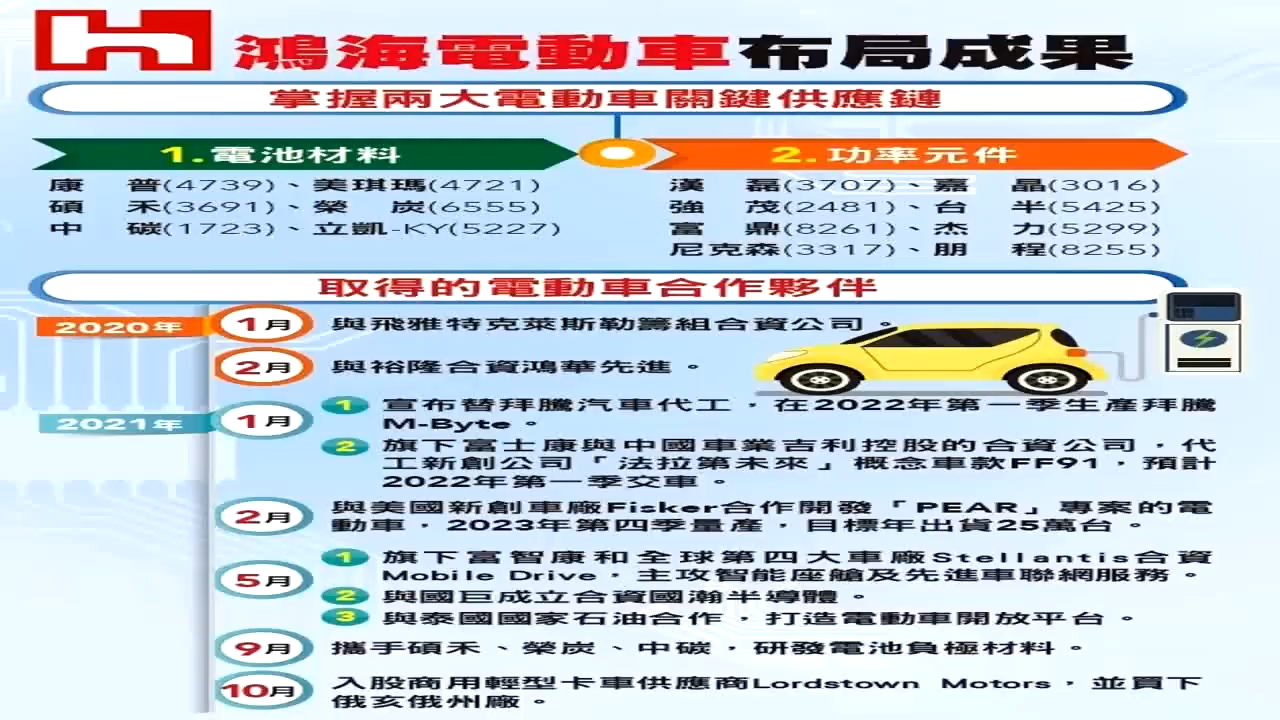 鴻海電動車布局成果
掌握兩大電動車關鍵供應鏈
1.電池材料
康普(4739)、美琪瑪(4721)
碩禾(3691)、榮炭(6555)
中碳(1723)、立凱-KY(5227)
2.功率元件
漢磊(3707)、嘉晶(3016)
強茂(2481)、台半(5425)
富鼎(8261)、杰力(5299)
尼克森(3317)、朋程(8255)
取得的電動車合作夥伴
2020年
1月 與飛雅特克萊斯勒籌組合資公司。
2月 與裕隆合資鴻華先進。
2021年
1月
1 宣布替拜騰汽車代工，在2022年第一季生產拜騰
M-Byte。
2 旗下富士康與中國車業吉利控股的合資公司，代
工新創公司「法拉第未來」概念車款FF91，預計
2022年第一季交車。
2月 與美國新創車廠Fisker合作開發「PEAR」專案的電
動車，2023年第四季量產，目標年出貨25萬台。
5月
1 旗下富智康和全球第四大車廠Stellantis合資
Mobile Drive，主攻智能座艙及先進車聯網服務。
2 與國巨成立合資國瀚半導體。
3 與泰國國家石油合作，打造電動車開放平台。
9月 攜手碩禾、榮炭、中碳，研發電池負極材料。
10月 入股商用輕型卡車供應商Lordstown Motors，並買下
俄亥俄州廠。